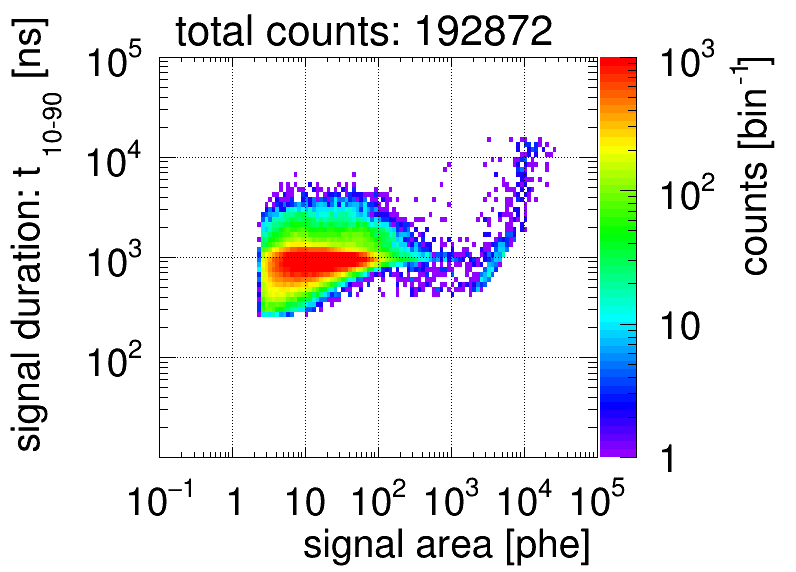 total counts: 192872
signal duration: t 10-90 [ns]
10^5
10^4
10^3
10^2
10^−1 1 10 10^2 10^3 10^4 10^5
signal area [phe]
10^3
10^2
10
1
counts [bin^-1]